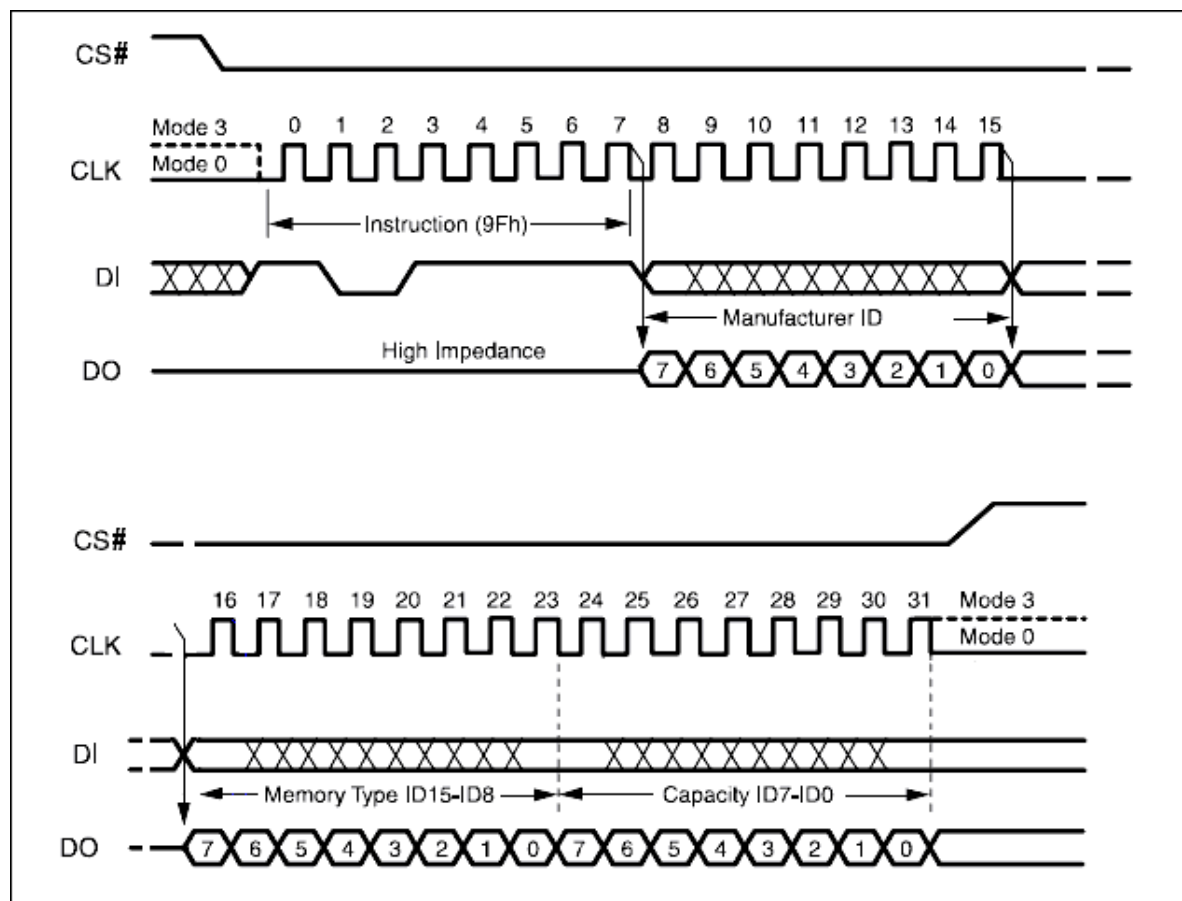 CS#
Mode 3
0 1 2 3 4 5 6 7 8 9 10 11 12 13 14 15
CLK
Mode 0
Instruction (9Fh)
DI
Manufacturer ID
High Impedance
DO
7 6 5 4 3 2 1 0
CS#
16 17 18 19 20 21 22 23 24 25 26 27 28 29 30 31
Mode 3
CLK
Mode 0
DI
Memory Type ID15-ID8
Capacity ID7-ID0
DO
7 6 5 4 3 2 1 0 7 6 5 4 3 2 1 0